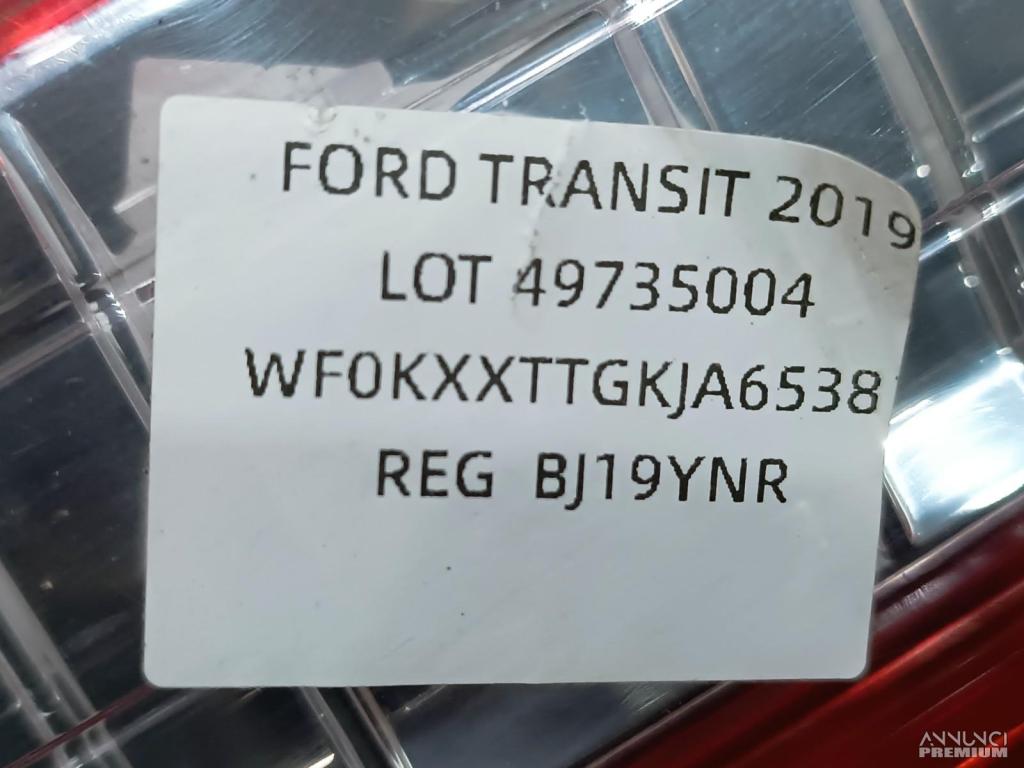 FORD TRANSIT 2019
LOT 49735004
WF0KXXTTGKJA6538
REG BJ19YNR
ANNUNCI
PREMIUM